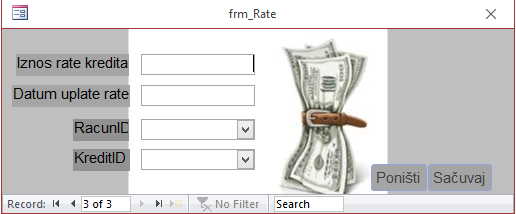 frm_Rate
Iznos rate kredita
Datum uplate rate
RacunID
KreditID
Poništi Sačuvaj
Record: 3 of 3 No Filter Search